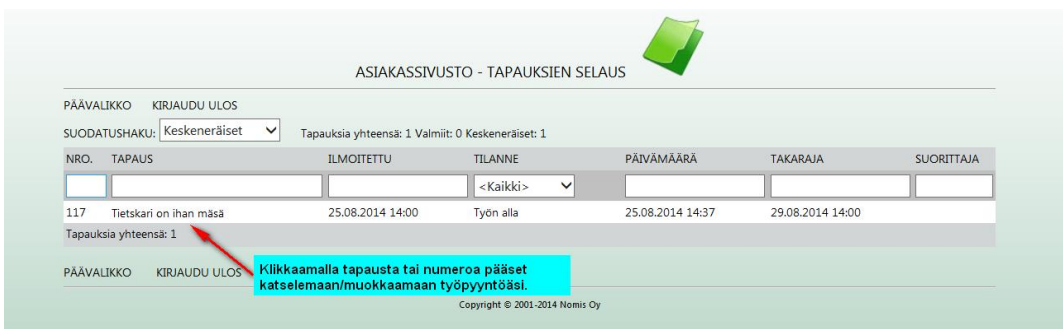 ASIAKASSIVUSTO - TAPAUKSIEN SELAUS
PÄÄVALIKKO KIRJAUDU ULOS
SUODATUSHAKU: Keskeneräiset Tapauksia yhteensä: 1 Valmiit: 0 Keskeneräiset: 1
NRO. TAPAUS ILMOITETTU TILANNE PÄIVÄMÄÄRÄ TAKARAJA SUORITTAJA
<Kaikki>
117 Tietskari on ihan mäsä 25.08.2014 14:00 Työn alla 25.08.2014 14:37 29.08.2014 14:00
Tapauksia yhteensä: 1
PÄÄVALIKKO KIRJAUDU ULOS
Klikkaamalla tapausta tai numeroa pääset
katselemaan/muokkaamaan työpyyntöäsi.
Copyright © 2001-2014 Nomis Oy